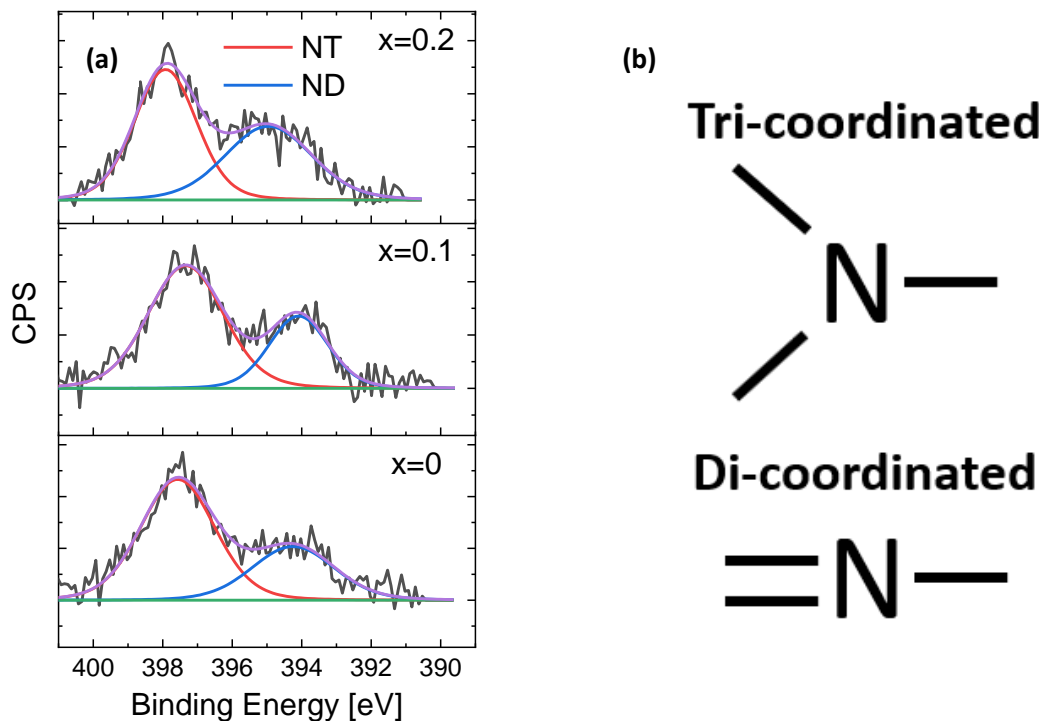 (a)
x=0.2
NT
ND
x=0.1
x=0
CPS
400 398 396 394 392 390
Binding Energy [eV]
(b)
Tri-coordinated
N
Di-coordinated
N